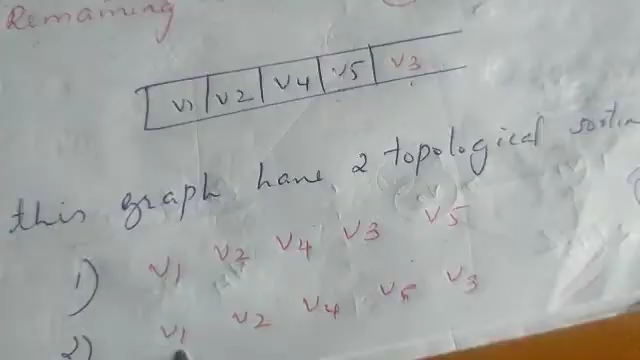 Remaining
v1 v2 v4 v5 v3
this graph have 2 topological
1) v1 v2 v4 v3 v5
2) v1 v2 v4 v5 v3